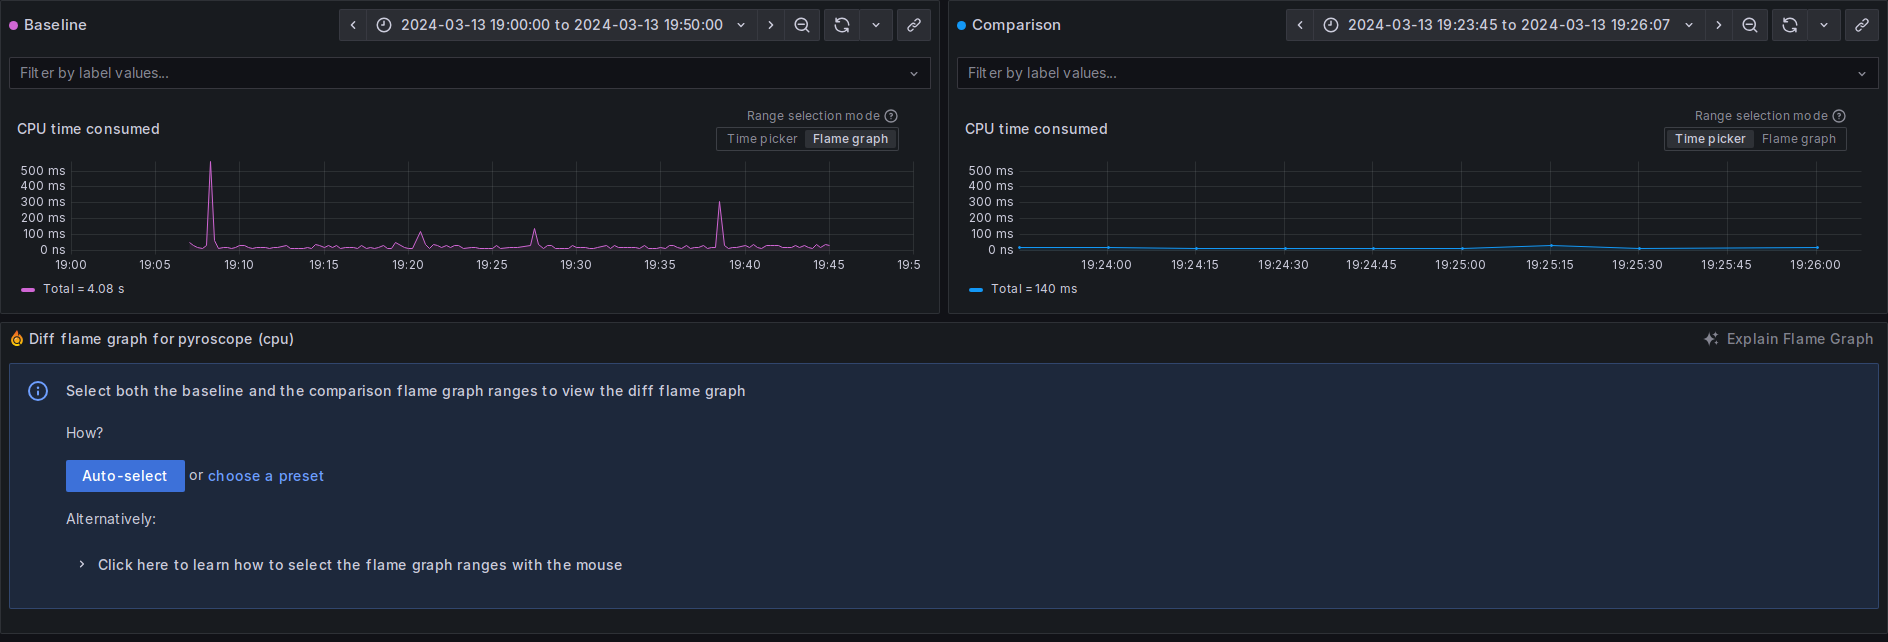 Baseline
2024-03-13 19:00:00 to 2024-03-13 19:50:00
Filter by label values...
Range selection mode
CPU time consumed
Time picker Flame graph
500 ms
400 ms
300 ms
200 ms
100 ms
0 ns
19:00 19:05 19:10 19:15 19:20 19:25 19:30 19:35 19:40 19:45 19:5
Total = 4.08 s
Comparison
2024-03-13 19:23:45 to 2024-03-13 19:26:07
Filter by label values...
Range selection mode
CPU time consumed
Time picker Flame graph
500 ms
400 ms
300 ms
200 ms
100 ms
0 ns
19:24:00 19:24:15 19:24:30 19:24:45 19:25:00 19:25:15 19:25:30 19:25:45 19:26:00
Total = 140 ms
Diff flame graph for pyroscope (cpu)
Explain Flame Graph
Select both the baseline and the comparison flame graph ranges to view the diff flame graph
How?
Auto-select or choose a preset
Alternatively:
Click here to learn how to select the flame graph ranges with the mouse